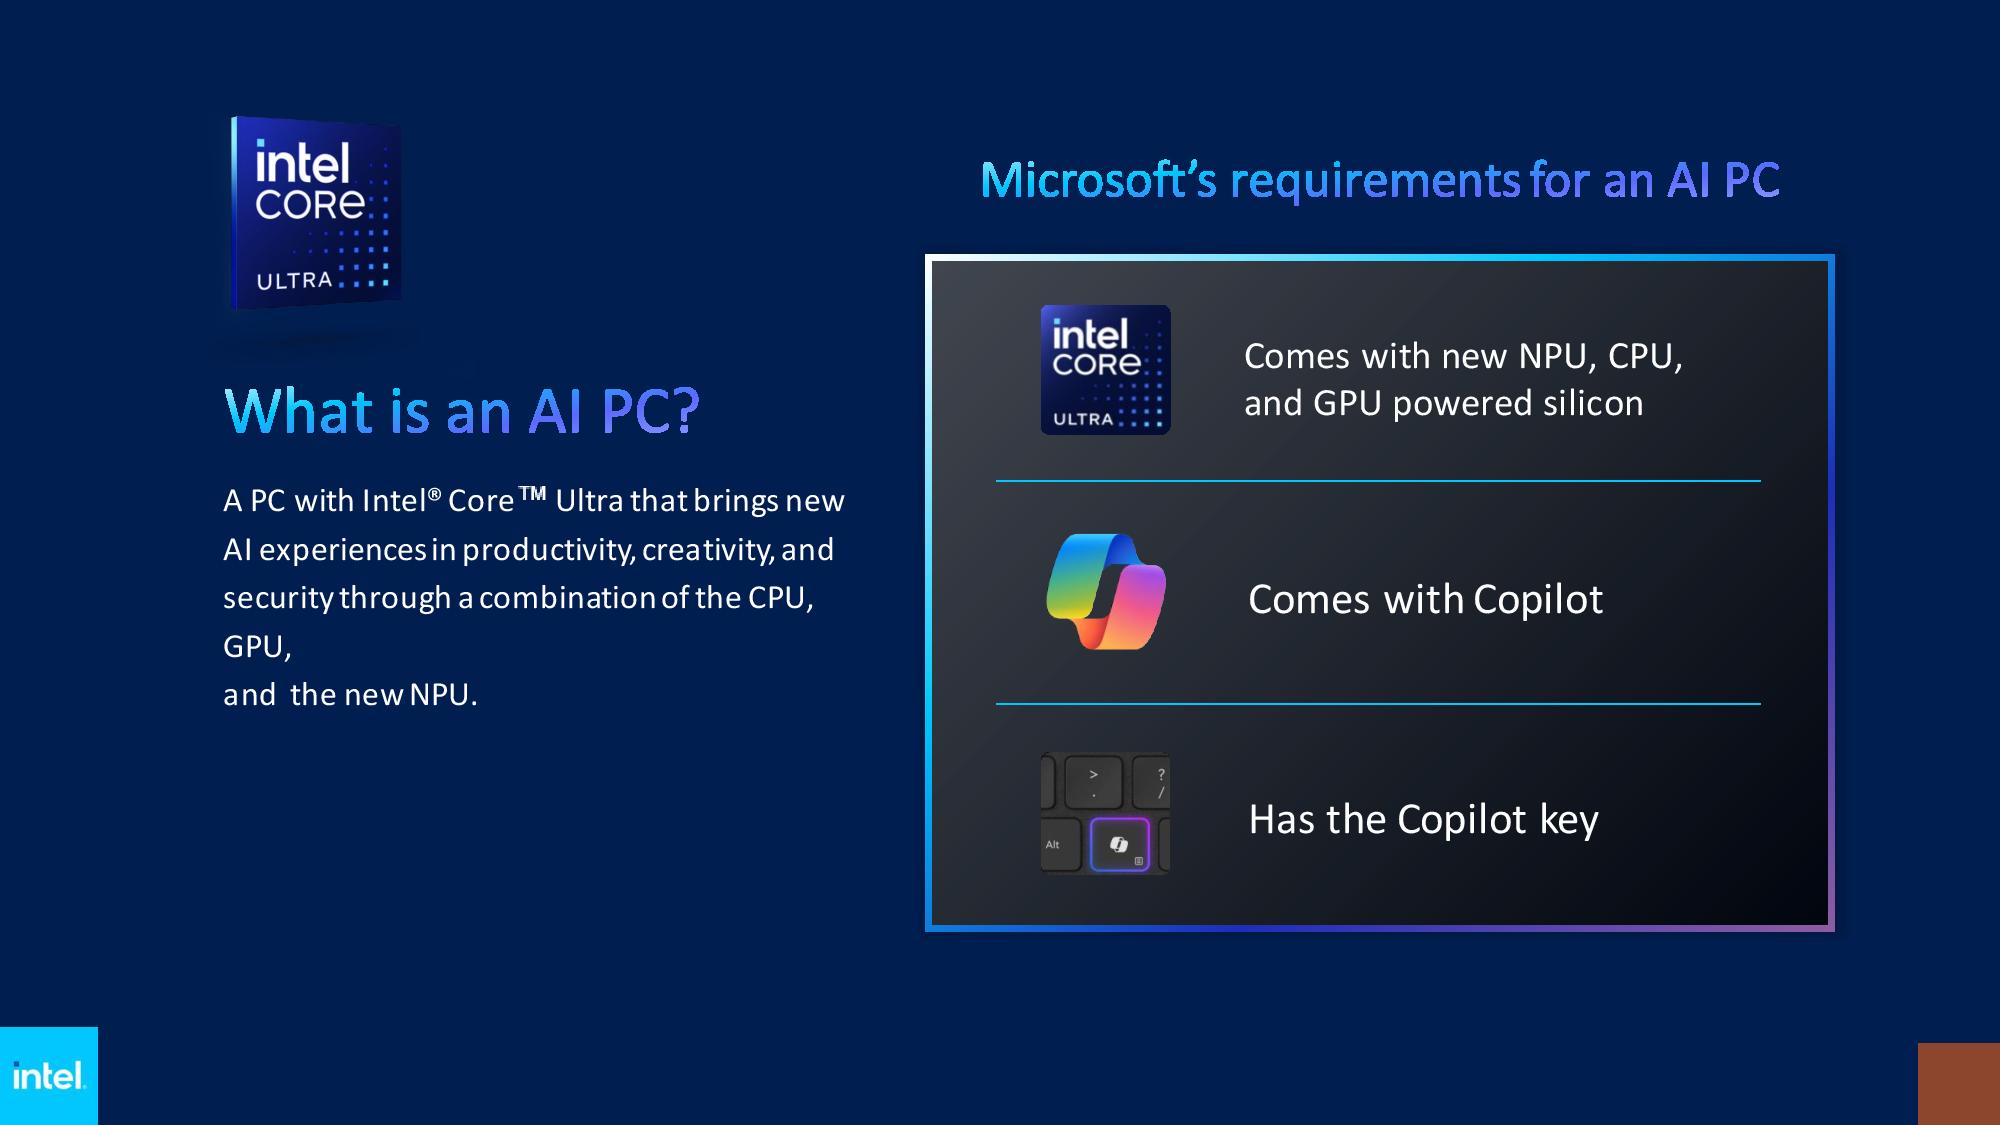 intel
CORe
ULTRA
What is an AI PC?
A PC with Intel® Core™ Ultra that brings new
AI experiences in productivity, creativity, and
security through a combination of the CPU,
GPU,
and the new NPU.
Microsoft's requirements for an AI PC
intel
CORe
ULTRA
Comes with new NPU, CPU,
and GPU powered silicon
Comes with Copilot
> ?
. /
Alt
Has the Copilot key
intel.